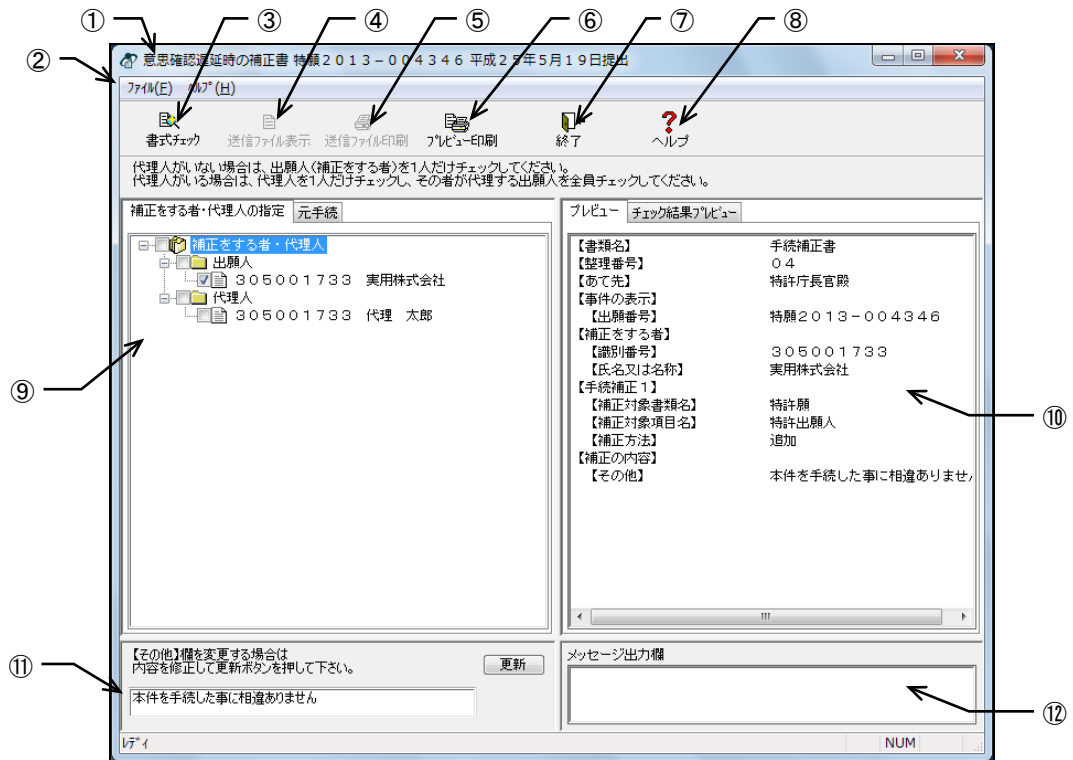 ① ③ ④ ⑤ ⑥ ⑦ ⑧
②
意思確認遅延時の補正書 特願２０１３－００４３４６ 平成２５年５月１９日提出
ﾌｧｲﾙ(F) ﾍﾙﾌﾟ(H)
書式ﾁｪｯｸ 送信ﾌｧｲﾙ表示 送信ﾌｧｲﾙ印刷 ﾌﾟﾚﾋﾞｭｰ印刷 終了 ヘルプ
代理人がいない場合は、出願人(補正をする者)を1人だけチェックしてください。
代理人がいる場合は、代理人を1人だけチェックし、その者が代理する出願人を全員チェックしてください。
補正をする者・代理人の指定 元手続
補正をする者・代理人
出願人
３０５００１７３３ 実用株式会社
代理人
３０５００１７３３ 代理 太郎
⑨
プレビュー チェック結果ﾌﾟﾚﾋﾞｭｰ
【書類名】 手続補正書
【整理番号】 ０４
【あて先】 特許庁長官殿
【事件の表示】
【出願番号】 特願２０１３－００４３４６
【補正をする者】
【識別番号】 ３０５００１７３３
【氏名又は名称】 実用株式会社
【手続補正１】
【補正対象書類名】 特許願
【補正対象項目名】 特許出願人
【補正方法】 追加
【補正の内容】
【その他】 本件を手続した事に相違ありませ
⑩
⑪
【その他】欄を変更する場合は
内容を修正して更新ボタンを押して下さい。
更新
本件を手続した事に相違ありません
メッセージ出力欄
⑫
ﾚﾃﾞｨ NUM